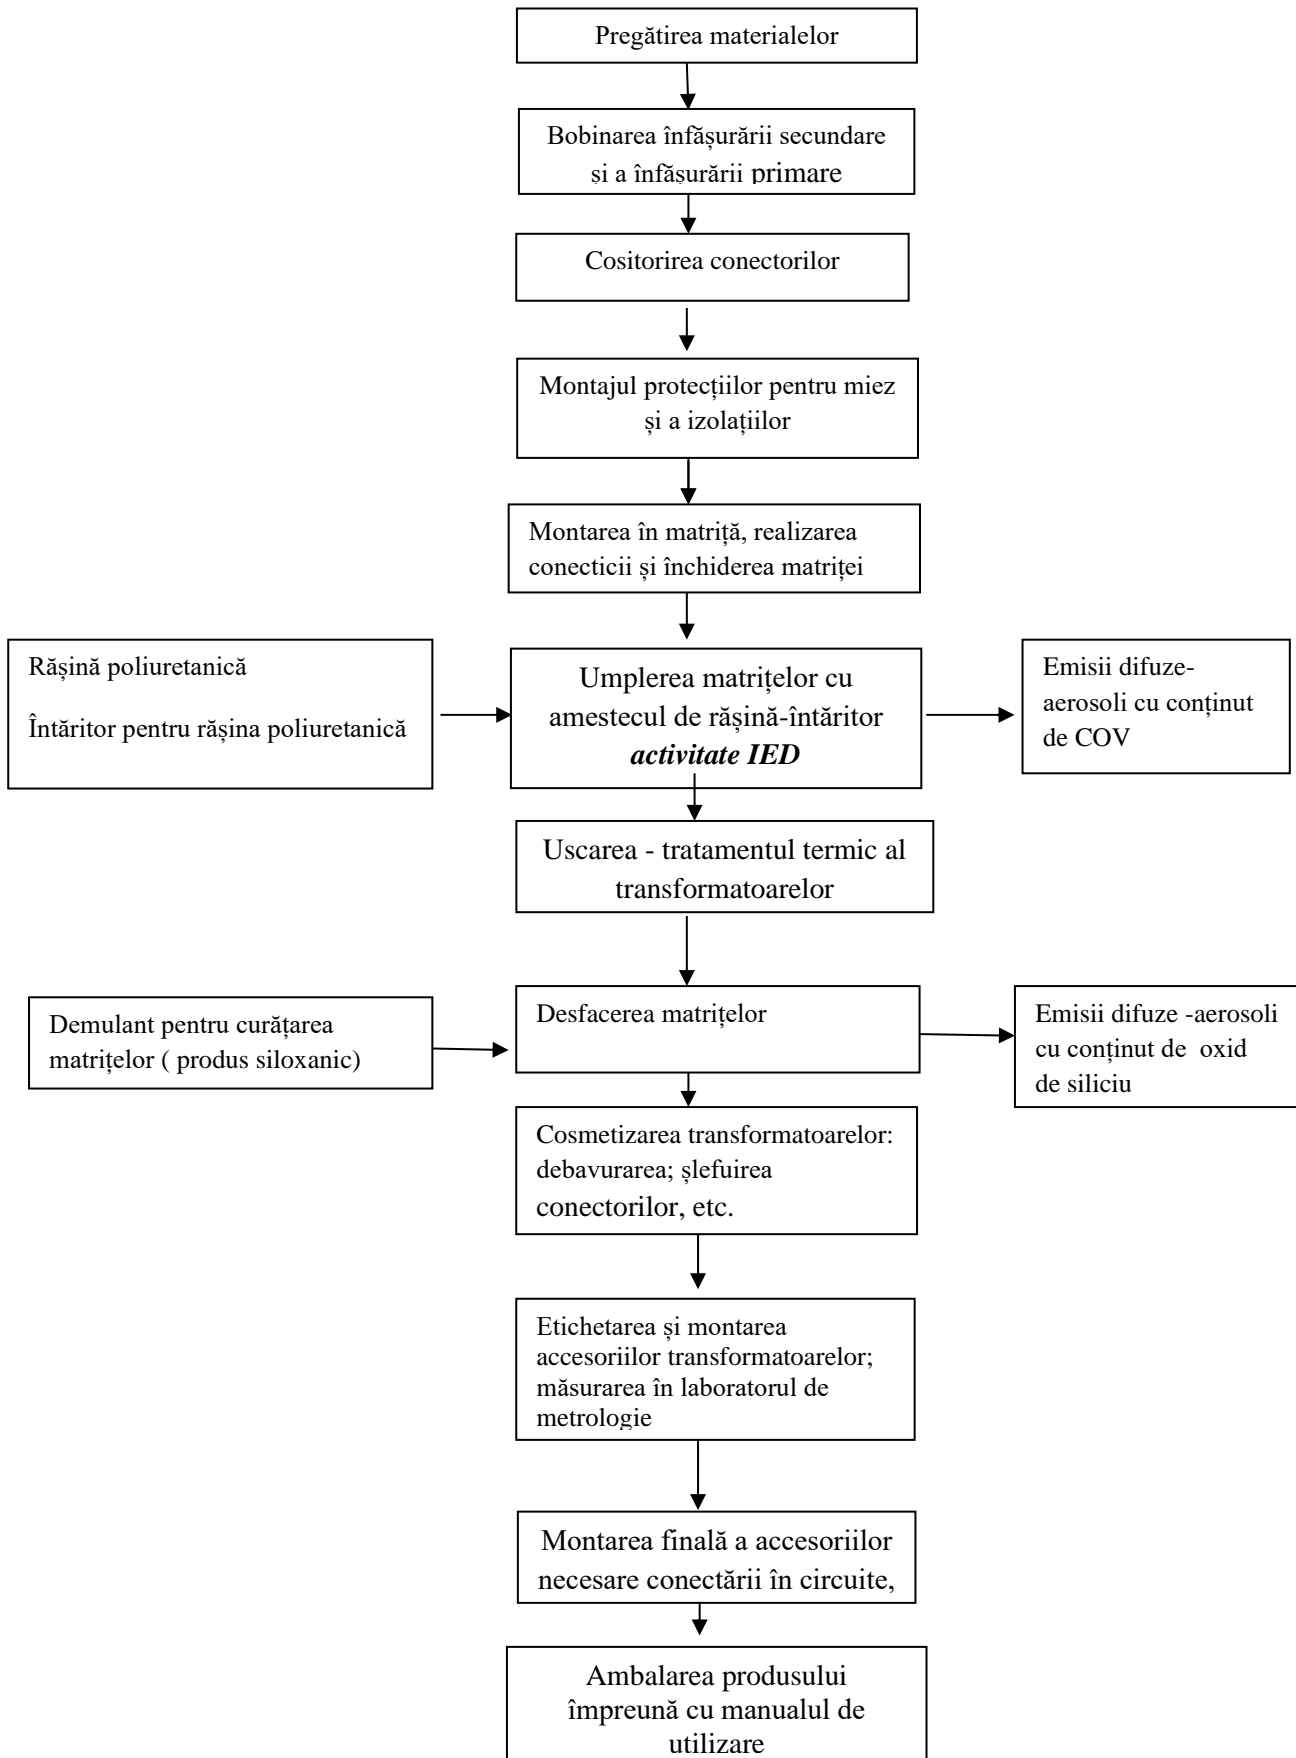 Pregătirea materialelor
Bobinarea înfășurării secundare
și a înfășurării primare
Cositorirea conectorilor
Montajul protecțiilor pentru miez
și a izolațiilor
Montarea în matriță, realizarea
conecticii și închiderea matriței
Rășină poliuretanică
Întăritor pentru rășina poliuretanică
Umplerea matrițelor cu
amestecul de rășină-întăritor
activitate IED
Emisii difuze-
aerosoli cu conținut
de COV
Uscarea - tratamentul termic al
transformatoarelor
Demulant pentru curățarea
matrițelor ( produs siloxanic)
Desfacerea matrițelor
Emisii difuze -aerosoli
cu conținut de oxid
de siliciu
Cosmetizarea transformatoarelor:
debavurarea; șlefuirea
conectorilor, etc.
Etichetarea și montarea
accesoriilor transformatoarelor;
măsurarea în laboratorul de
metrologie
Montarea finală a accesoriilor
necesare conectării în circuite,
Ambalarea produsului
împreună cu manualul de
utilizare